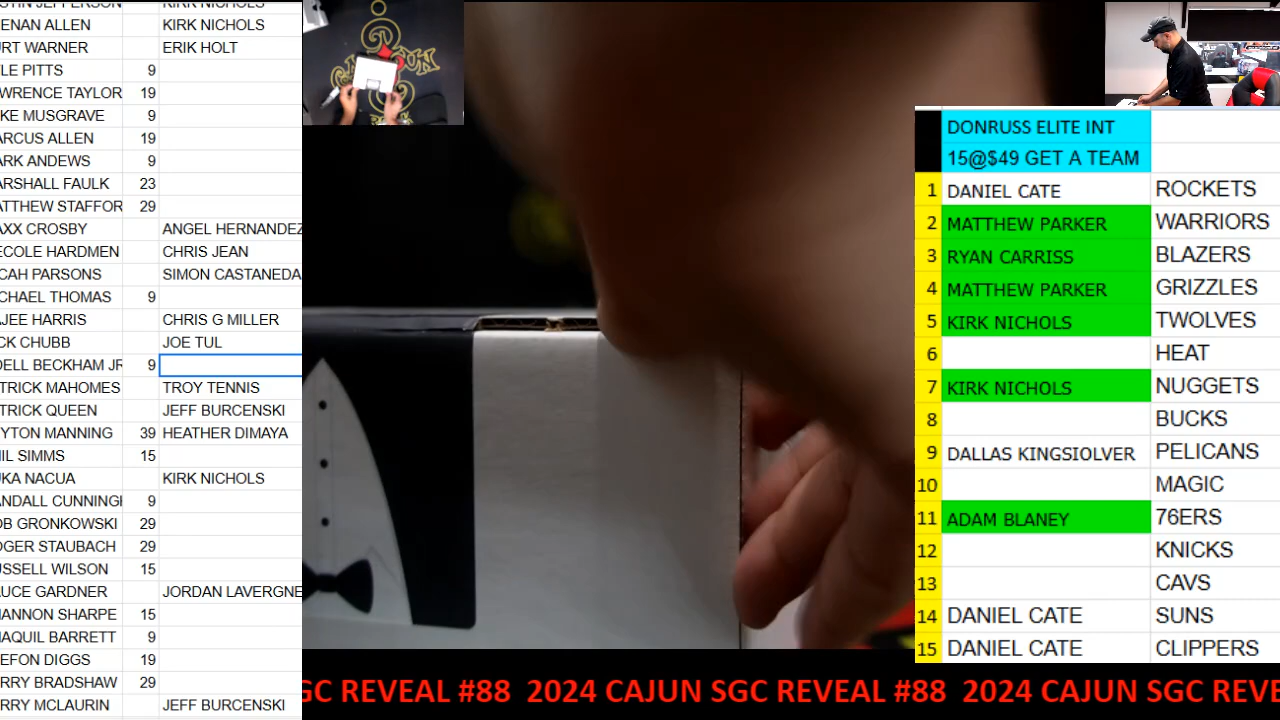 KIRK NICHOLS
ENAN ALLEN KIRK NICHOLS
RT WARNER ERIK HOLT
LE PITTS 9
WRENCE TAYLOR 19
KE MUSGRAVE 9
ARCUS ALLEN 19
ARK ANDEWS 9
ARSHALL FAULK 23
ATTHEW STAFFOR 29
AXX CROSBY ANGEL HERNANDEZ
ECOLE HARDMEN CHRIS JEAN
CAH PARSONS SIMON CASTANEDA
CHAEL THOMAS 9
AJEE HARRIS CHRIS G MILLER
CK CHUBB JOE TUL
DELL BECKHAM JR 9
TRICK MAHOMES TROY TENNIS
TRICK QUEEN JEFF BURCENSKI
YTON MANNING 39 HEATHER DIMAYA
IL SIMMS 15
KA NACUA KIRK NICHOLS
ANDALL CUNNING 9
OB GRONKOWSKI 29
OGER STAUBACH 29
USSELL WILSON 15
AUCE GARDNER JORDAN LAVERGNE
HANNON SHARPE 15
HAQUIL BARRETT 9
EFON DIGGS 19
RRY BRADSHAW 29
RRY MCLAURIN JEFF BURCENSKI
DONRUSS ELITE INT
15@$49 GET A TEAM
1 DANIEL CATE ROCKETS
2 MATTHEW PARKER WARRIORS
3 RYAN CARRISS BLAZERS
4 MATTHEW PARKER GRIZZLES
5 KIRK NICHOLS TWOLVES
6 HEAT
7 KIRK NICHOLS NUGGETS
8 BUCKS
9 DALLAS KINGSIOLVER PELICANS
10 MAGIC
11 ADAM BLANEY 76ERS
12 KNICKS
13 CAVS
14 DANIEL CATE SUNS
15 DANIEL CATE CLIPPERS
GC REVEAL #88 2024 CAJUN SGC REVEAL #88 2024 CAJUN SGC REVE